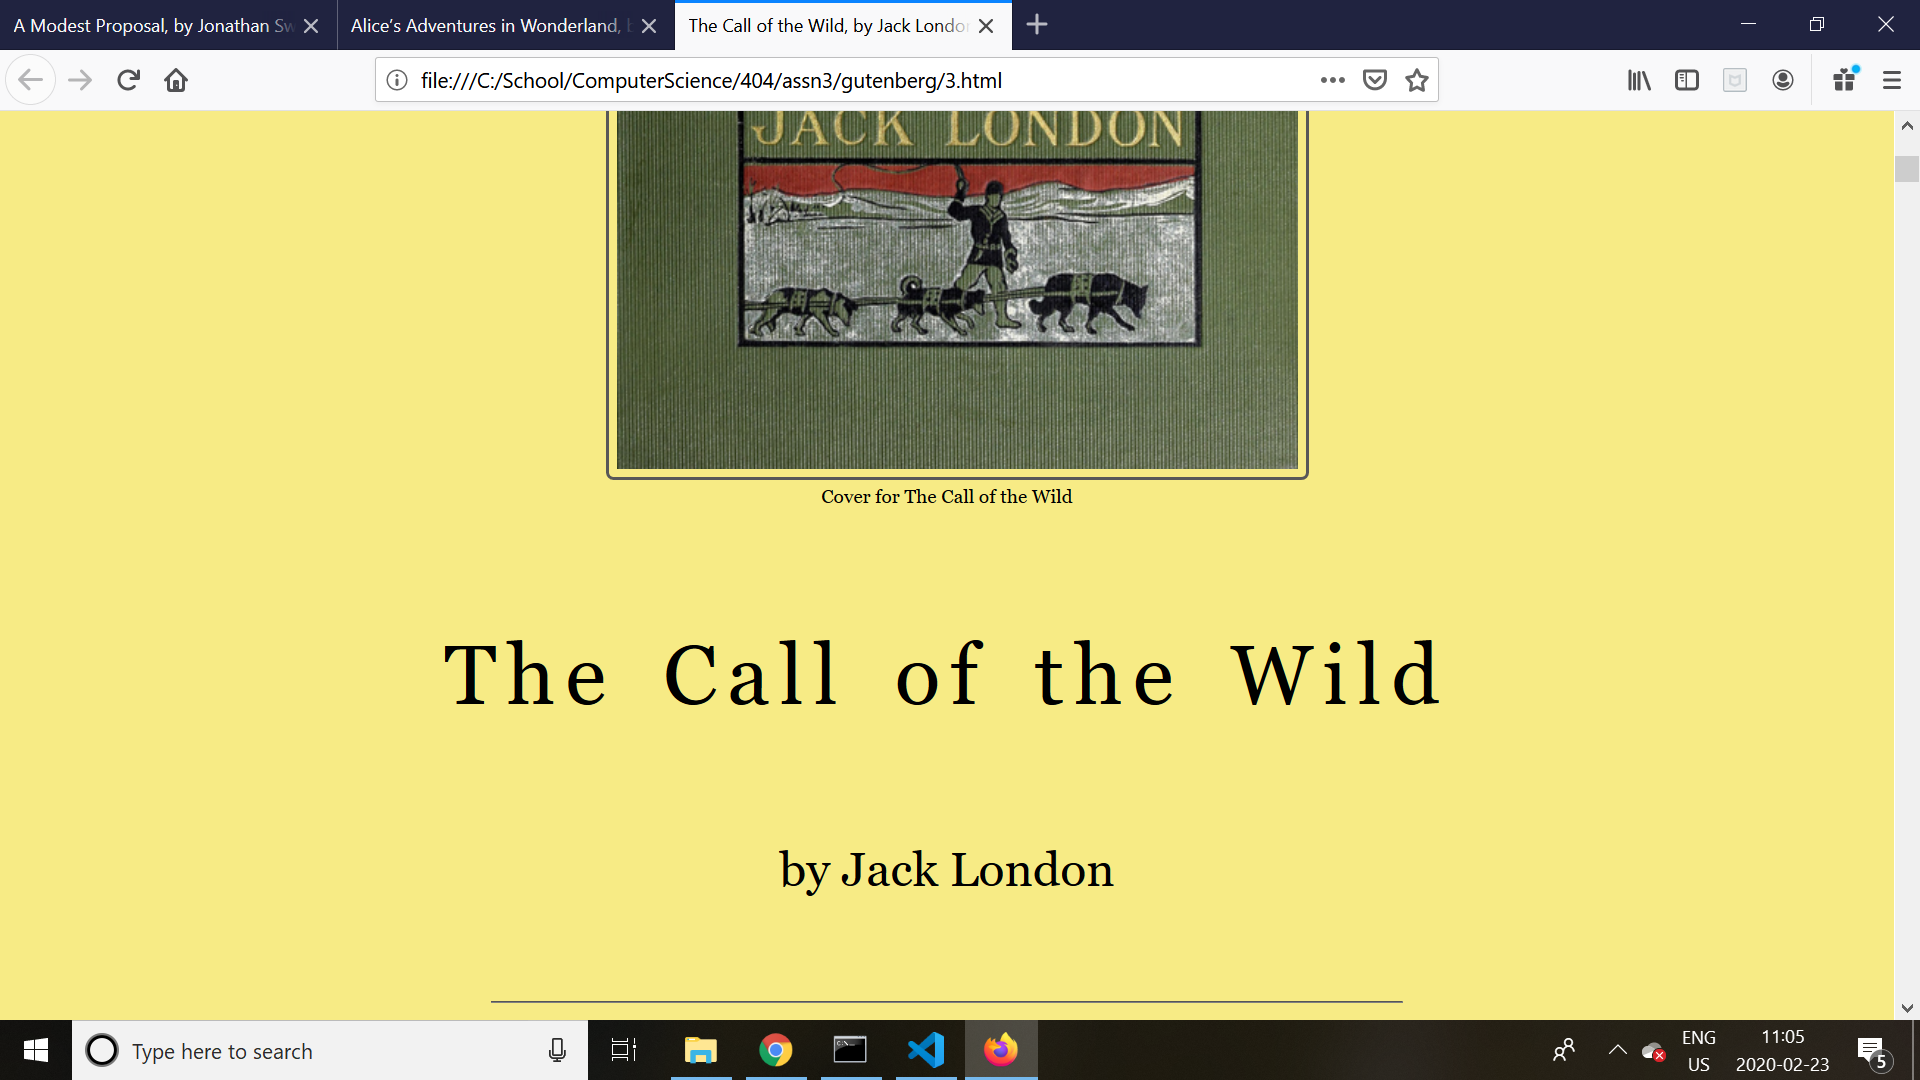 A Modest Proposal, by Jonathan Sw
Alice’s Adventures in Wonderland, b
The Call of the Wild, by Jack London
file:///C:/School/ComputerScience/404/assn3/gutenberg/3.html
JACK LONDON
Cover for The Call of the Wild
The Call of the Wild
by Jack London
Type here to search
ENG
US
11:05
2020-02-23
5